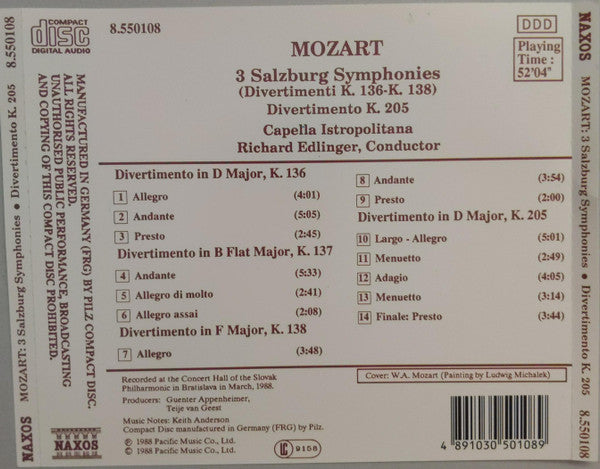 8.550108
MOZART: 3 Salzburg Symphonies • Divertimento K. 205
NAXOS
COMPACT
disc
DIGITAL AUDIO
MANUFACTURED IN GERMANY (FRG) BY PILZ COMPACT DISC.
ALL RIGHTS RESERVED.
UNAUTHORISED PUBLIC PERFORMANCE, BROADCASTING
AND COPYING OF THIS COMPACT DISC PROHIBITED.
8.550108
DDD
Playing
Time :
52'04"
MOZART
3 Salzburg Symphonies
(Divertimenti K. 136-K. 138)
Divertimento K. 205
Capella Istropolitana
Richard Edlinger, Conductor
Divertimento in D Major, K. 136
1 Allegro (4:01)
2 Andante (5:05)
3 Presto (2:45)
Divertimento in B Flat Major, K. 137
4 Andante (5:33)
5 Allegro di molto (2:41)
6 Allegro assai (2:08)
Divertimento in F Major, K. 138
7 Allegro (3:48)
8 Andante (3:54)
9 Presto (2:00)
Divertimento in D Major, K. 205
10 Largo - Allegro (5:01)
11 Menuetto (2:49)
12 Adagio (4:05)
13 Menuetto (3:14)
14 Finale: Presto (3:44)
Recorded at the Concert Hall of the Slovak
Philharmonic in Bratislava in March, 1988.
Producers: Guenter Appenheimer,
Teije van Geest
Music Notes: Keith Anderson
Compact Disc manufactured in Germany (FRG) by Pilz.
℗ 1988 Pacific Music Co., Ltd.
© 1988 Pacific Music Co., Ltd.
LC 9158
Cover: W.A. Mozart (Painting by Ludwig Michalek)
4 891030 501089
NAXOS
MOZART: 3 Salzburg Symphonies • Divertimento K. 205
8.550108